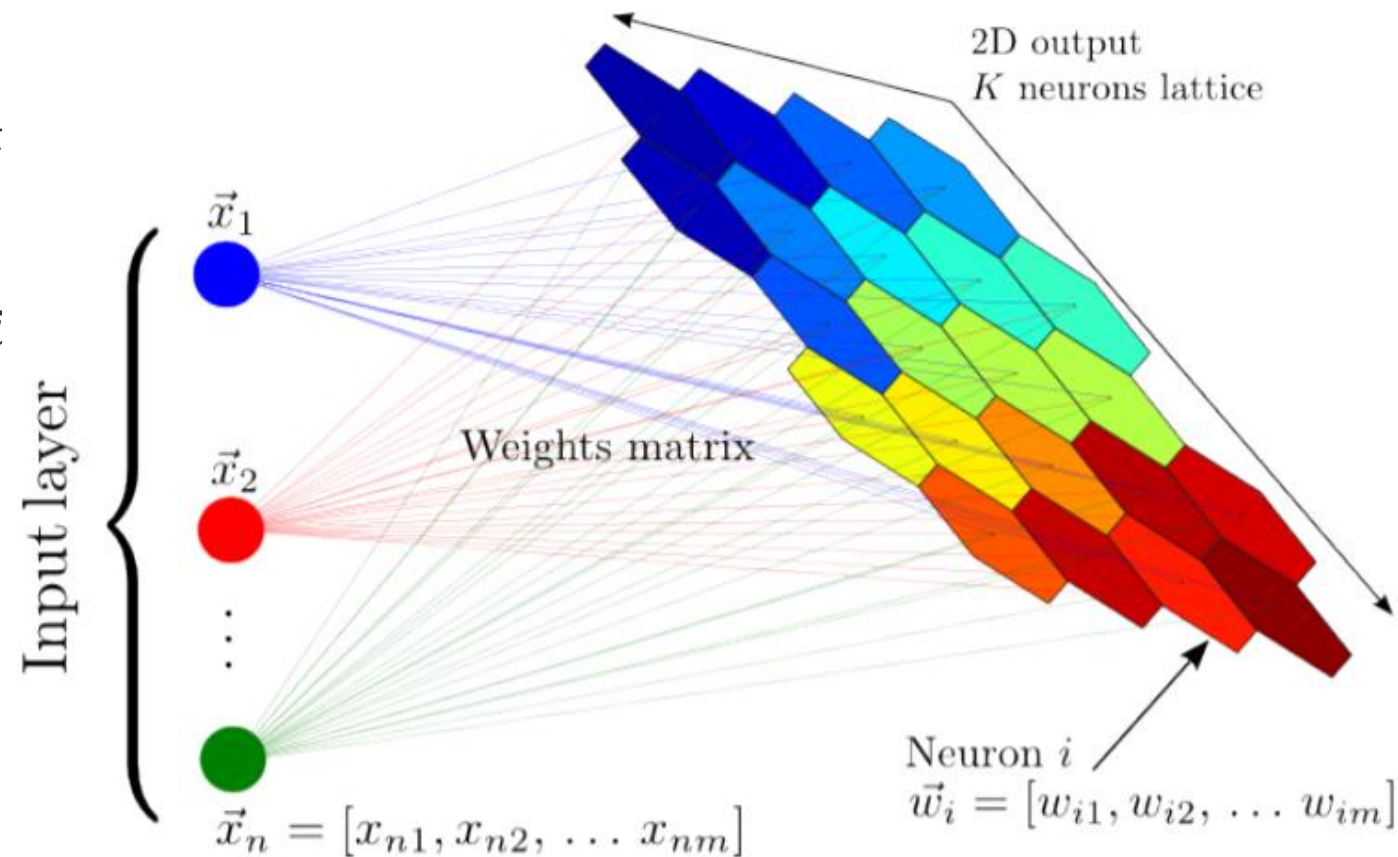 2D output
K neurons lattice
x⃗₁
Input layer
Weights matrix
x⃗₂
Neuron i
w⃗ᵢ = [wᵢ₁, wᵢ₂, … wᵢₘ]
x⃗ₙ = [xₙ₁, xₙ₂, … xₙₘ]